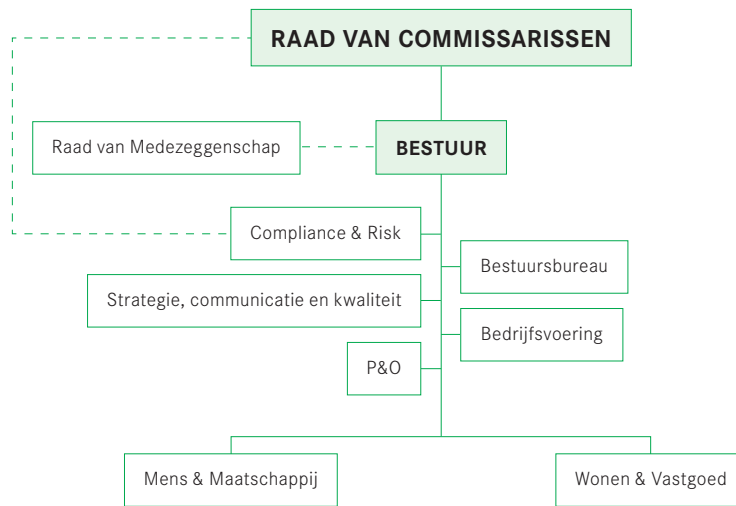 RAAD VAN COMMISSARISSEN
Raad van Medezeggenschap
BESTUUR
Compliance & Risk
Bestuursbureau
Strategie, communicatie en kwaliteit
Bedrijfsvoering
P&O
Mens & Maatschappij
Wonen & Vastgoed